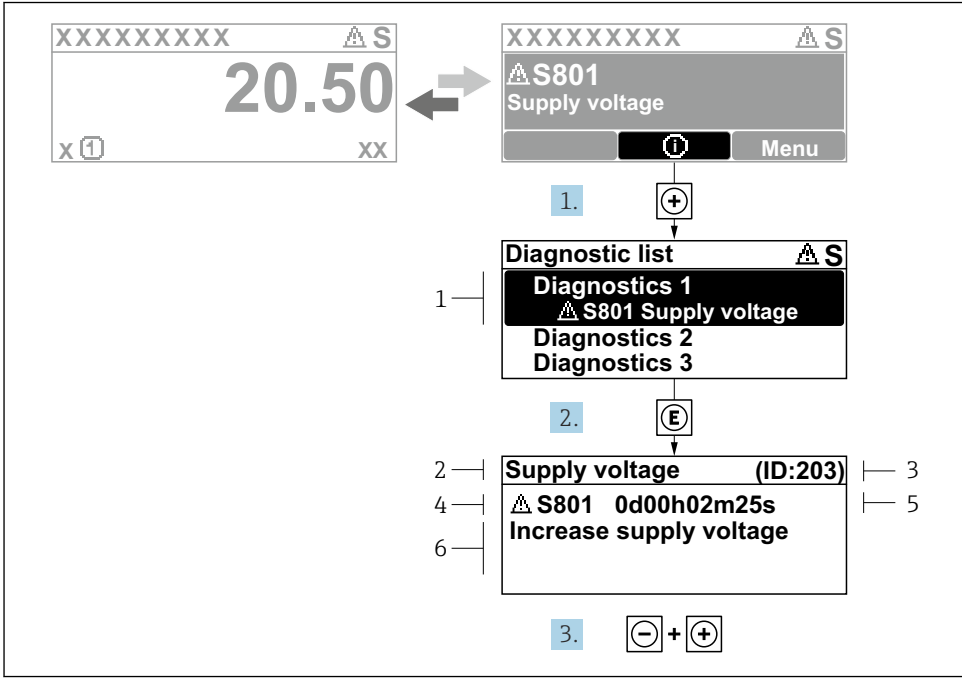 XXXXXXXXX ⚠ S
20.50
x ① XX
XXXXXXXXX ⚠ S
⚠ S801
Supply voltage
ⓘ Menu
1. ⊕
Diagnostic list ⚠ S
1
Diagnostics 1
⚠ S801 Supply voltage
Diagnostics 2
Diagnostics 3
2. Ⓔ
2 Supply voltage (ID:203) 3
4 ⚠ S801 0d00h02m25s 5
6 Increase supply voltage
3. ⊖ + ⊕